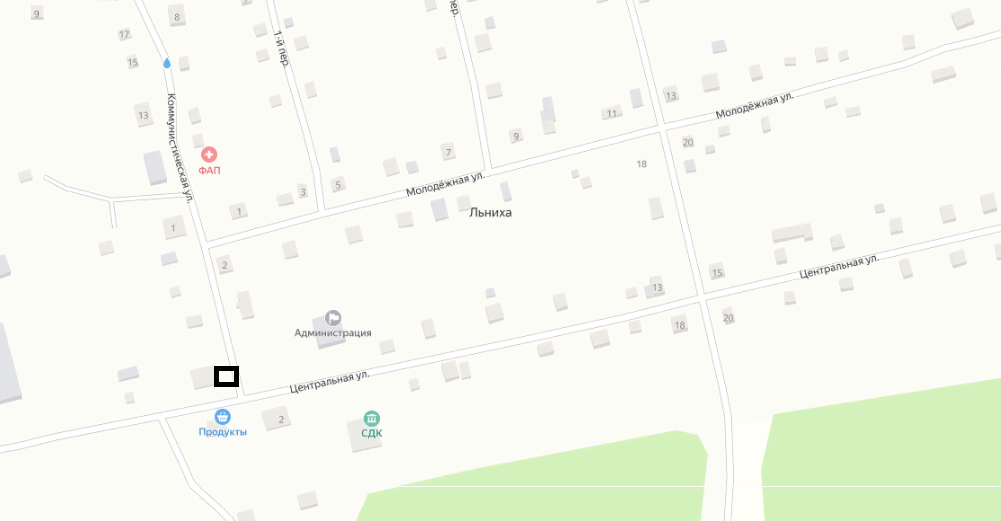 9
8
7
17
15
1-й пер.
пер.
13
Коммунистическая ул.
ФАП
13
11
Молодёжная ул.
9
7
20
18
5
3
Молодёжная ул.
1
Льниха
1
2
15
Центральная ул.
13
Администрация
18
20
Центральная ул.
2
Продукты
СДК